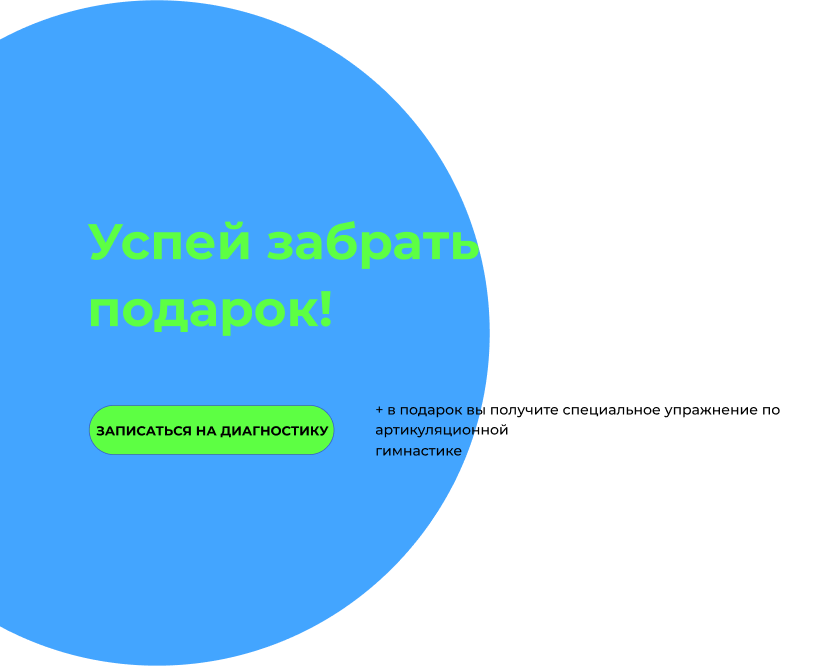 Успей забрать
подарок!
ЗАПИСАТЬСЯ НА ДИАГНОСТИКУ
+ в подарок вы получите специальное упражнение по
артикуляционной
гимнастике